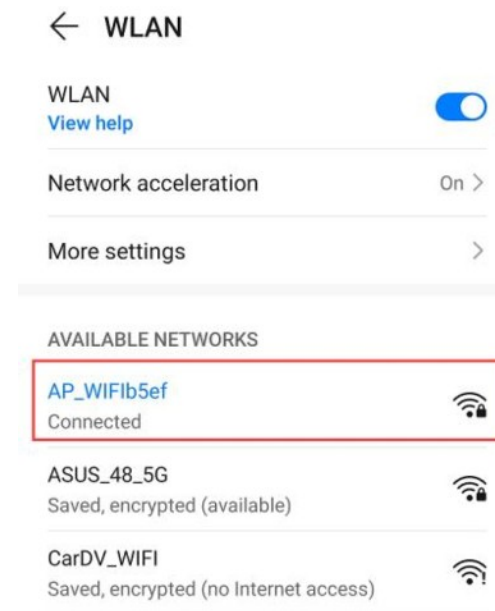 WLAN
WLAN
View help
Network acceleration On
More settings
AVAILABLE NETWORKS
AP_WIFIb5ef
Connected
ASUS_48_5G
Saved, encrypted (available)
CarDV_WIFI
Saved, encrypted (no Internet access)